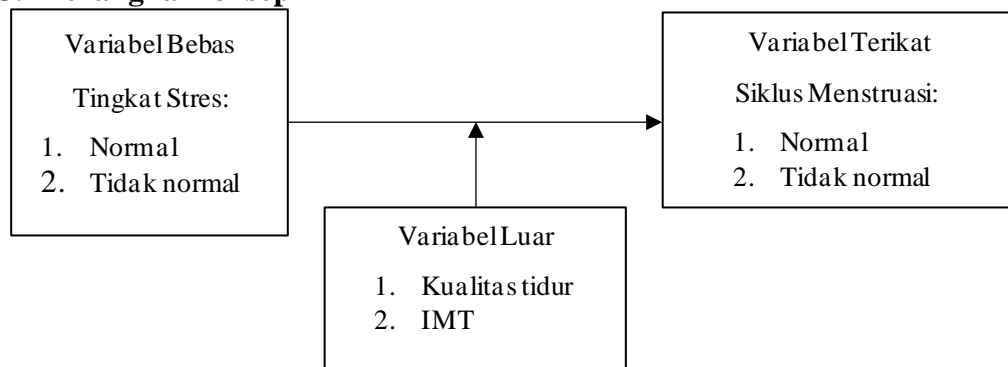 Variabel Bebas
Tingkat Stres:
1. Normal
2. Tidak normal
Variabel Terikat
Siklus Menstruasi:
1. Normal
2. Tidak normal
Variabel Luar
1. Kualitas tidur
2. IMT